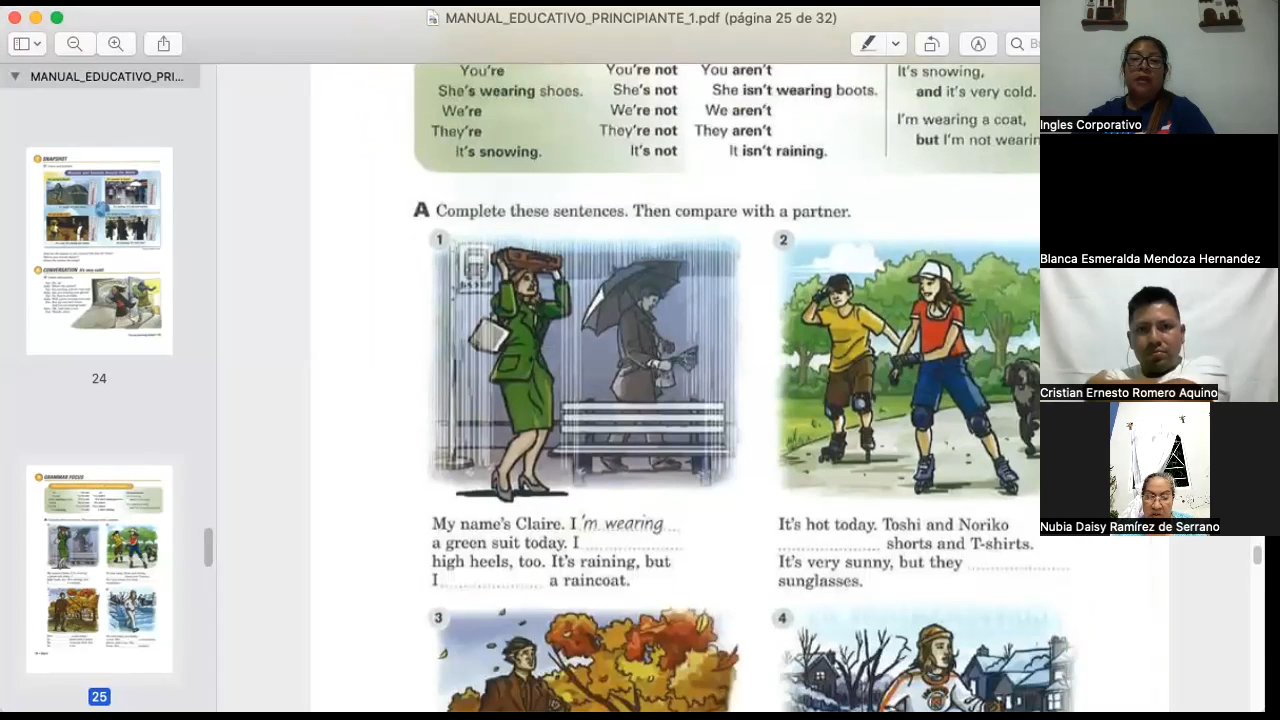 MANUAL_EDUCATIVO_PRINCIPIANTE_1.pdf (página 25 de 32)
MANUAL_EDUCATIVO_PRI...
SNAPSHOT
CONVERSATION
24
GRAMMAR FOCUS
25
You're You're not You aren't
She's wearing shoes. She's not She isn't wearing boots.
We're We're not We aren't
They're They're not They aren't
It's snowing. It's not It isn't raining.
It's snowing,
and it's very cold.
I'm wearing a coat,
but I'm not wearin
A Complete these sentences. Then compare with a partner.
1
2
My name's Claire. I 'm wearing
a green suit today. I
high heels, too. It's raining, but
I a raincoat.
It's hot today. Toshi and Noriko
shorts and T-shirts.
It's very sunny, but they
sunglasses.
3
4
Ingles Corporativo
Blanca Esmeralda Mendoza Hernandez
Cristian Ernesto Romero Aquino
Nubia Daisy Ramírez de Serrano